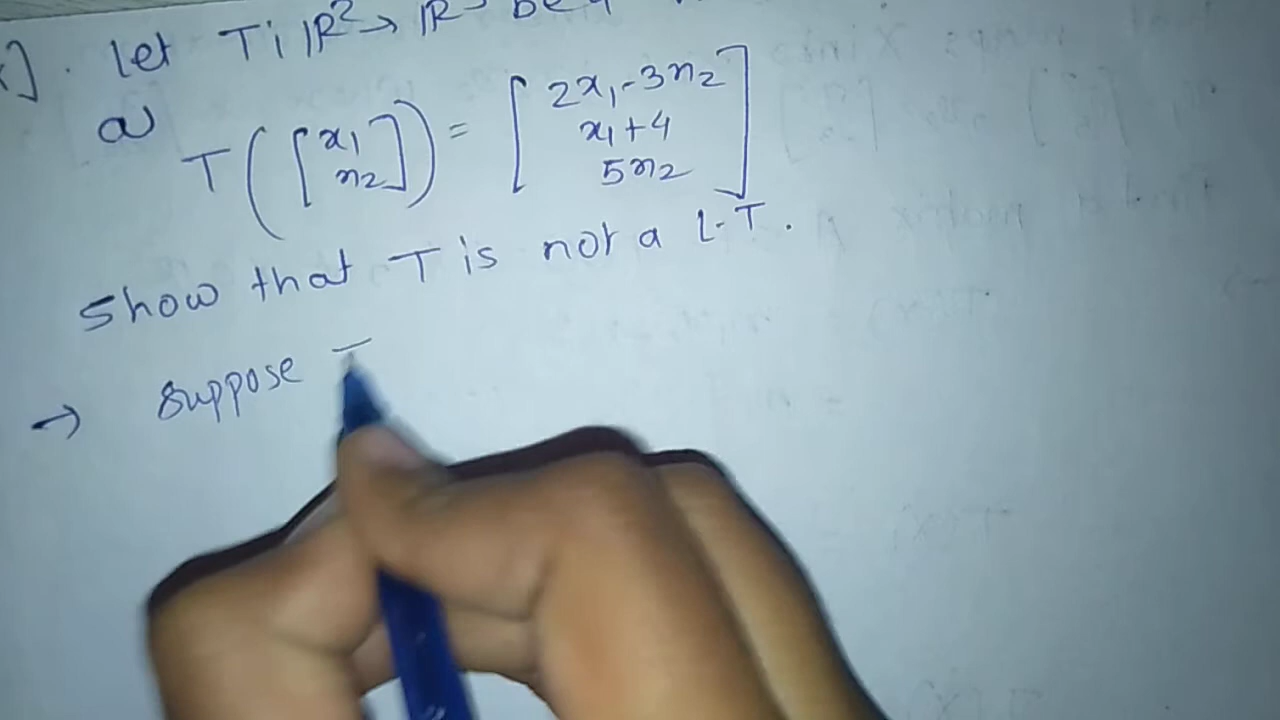 let T: ℝ² → ℝ³ be
a)
T([x₁ x₂]) = [2x₁-3x₂
x₁+4
5x₂]
Show that T is not a L.T.
→ suppose T